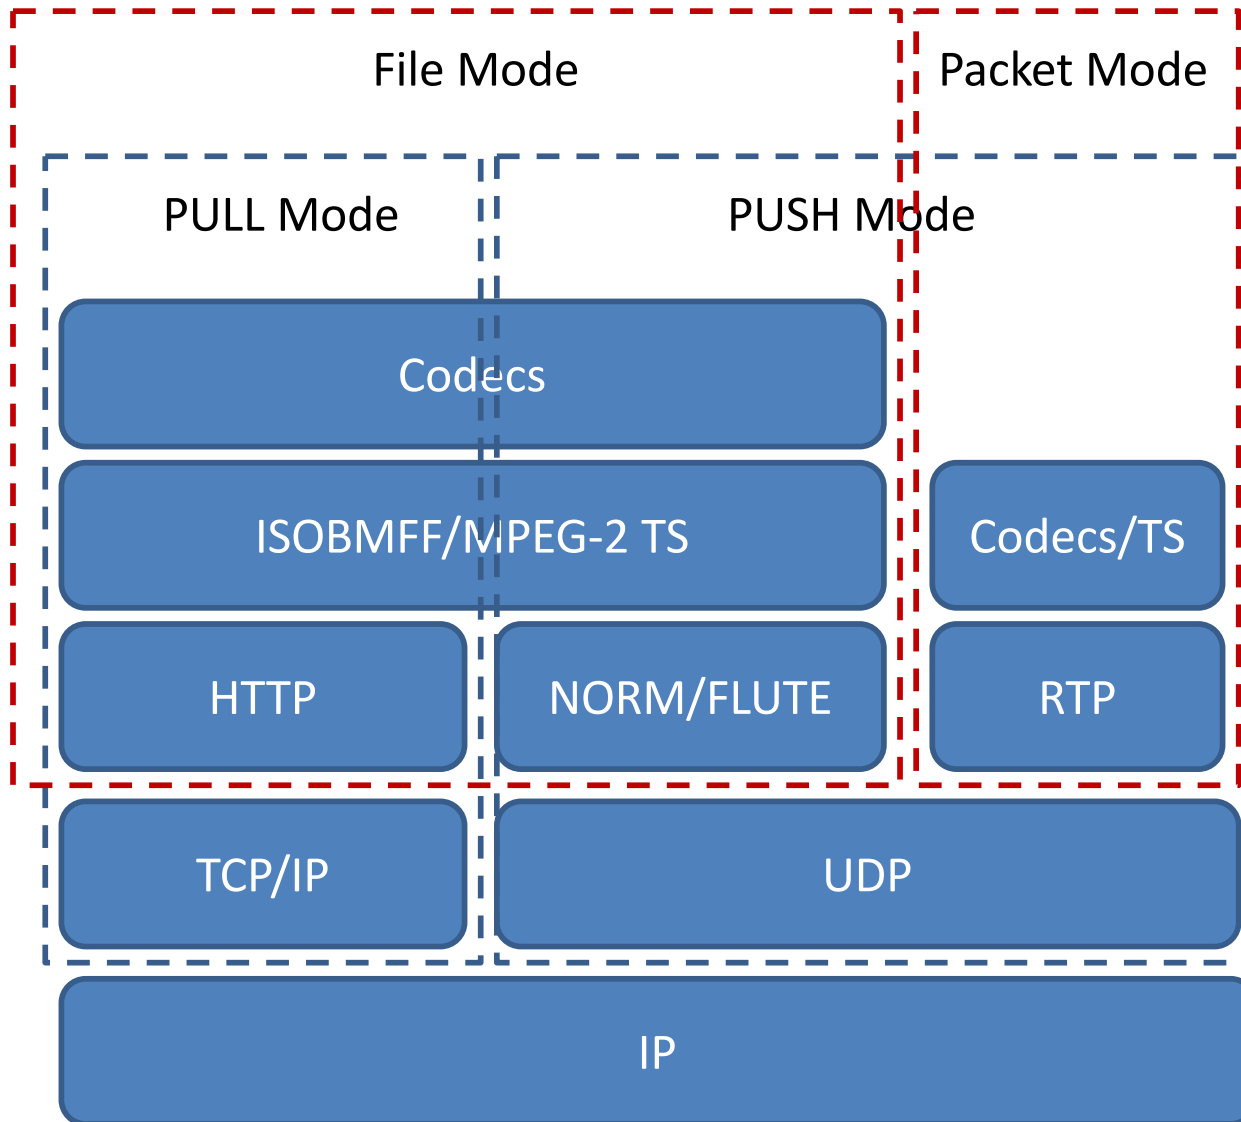 File Mode
Packet Mode
PULL Mode
PUSH Mode
Codecs
ISOBMFF/MPEG-2 TS
Codecs/TS
HTTP
NORM/FLUTE
RTP
TCP/IP
UDP
IP